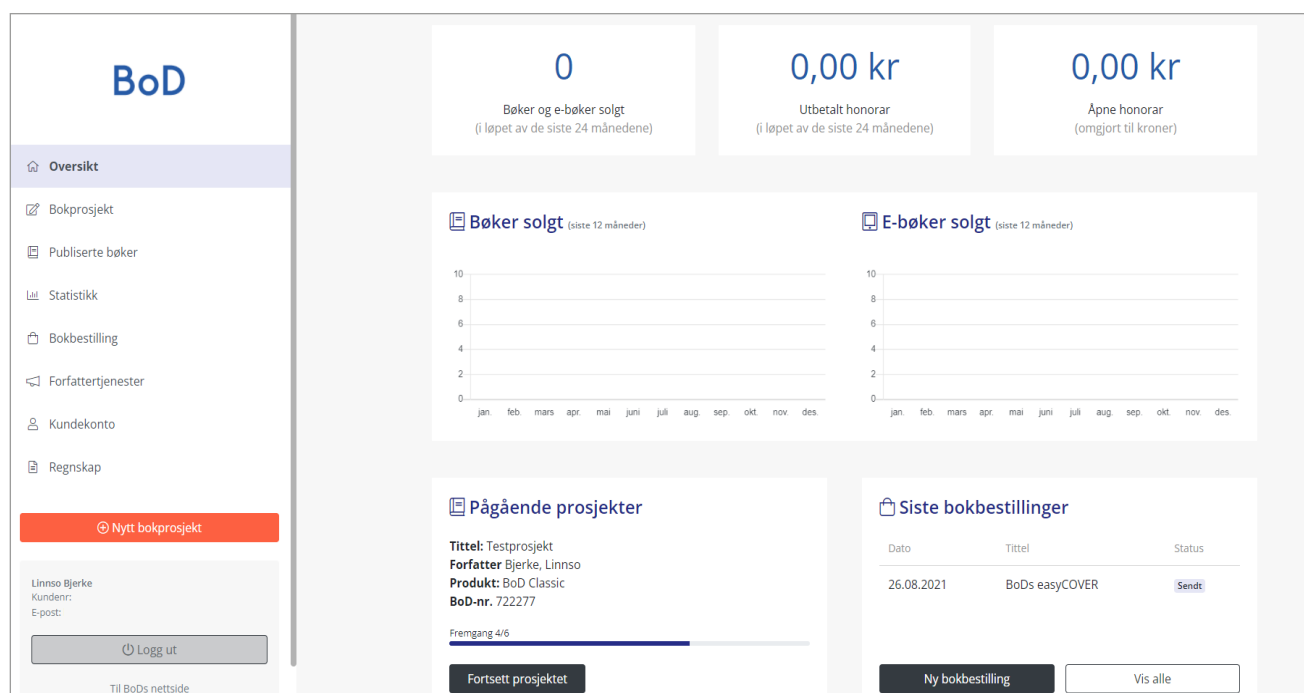 BoD
Oversikt
Bokprosjekt
Publiserte bøker
Statistikk
Bokbestilling
Forfattertjenester
Kundekonto
Regnskap
Nytt bokprosjekt
Linnso Bjerke
Kundenr:
E-post:
Logg ut
Til BoDs nettside
0
Bøker og e-bøker solgt
(i løpet av de siste 24 månedene)
0,00 kr
Utbetalt honorar
(i løpet av de siste 24 månedene)
0,00 kr
Åpne honorar
(omgjort til kroner)
Bøker solgt (siste 12 måneder)
10
8
6
4
2
0
jan. feb. mars apr. mai juni juli aug. sep. okt. nov. des.
E-bøker solgt (siste 12 måneder)
10
8
6
4
2
0
jan. feb. mars apr. mai juni juli aug. sep. okt. nov. des.
Pågående prosjekter
Tittel: Testprosjekt
Forfatter Bjerke, Linnso
Produkt: BoD Classic
BoD-nr. 722277
Fremgang 4/6
Fortsett prosjektet
Siste bokbestillinger
Dato Tittel Status
26.08.2021 BoDs easyCOVER Sendt
Ny bokbestilling
Vis alle